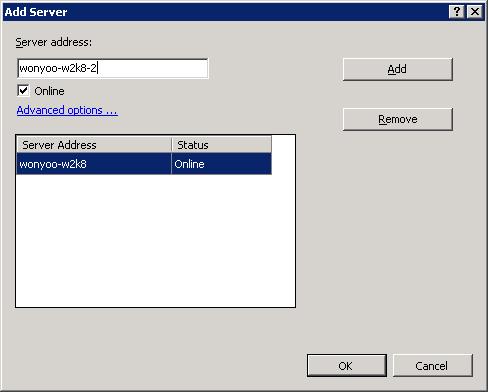 Add Server
Server address:
wonyoo-w2k8-2
Add
Online
Advanced options ...
Remove
Server Address Status
wonyoo-w2k8 Online
OK Cancel